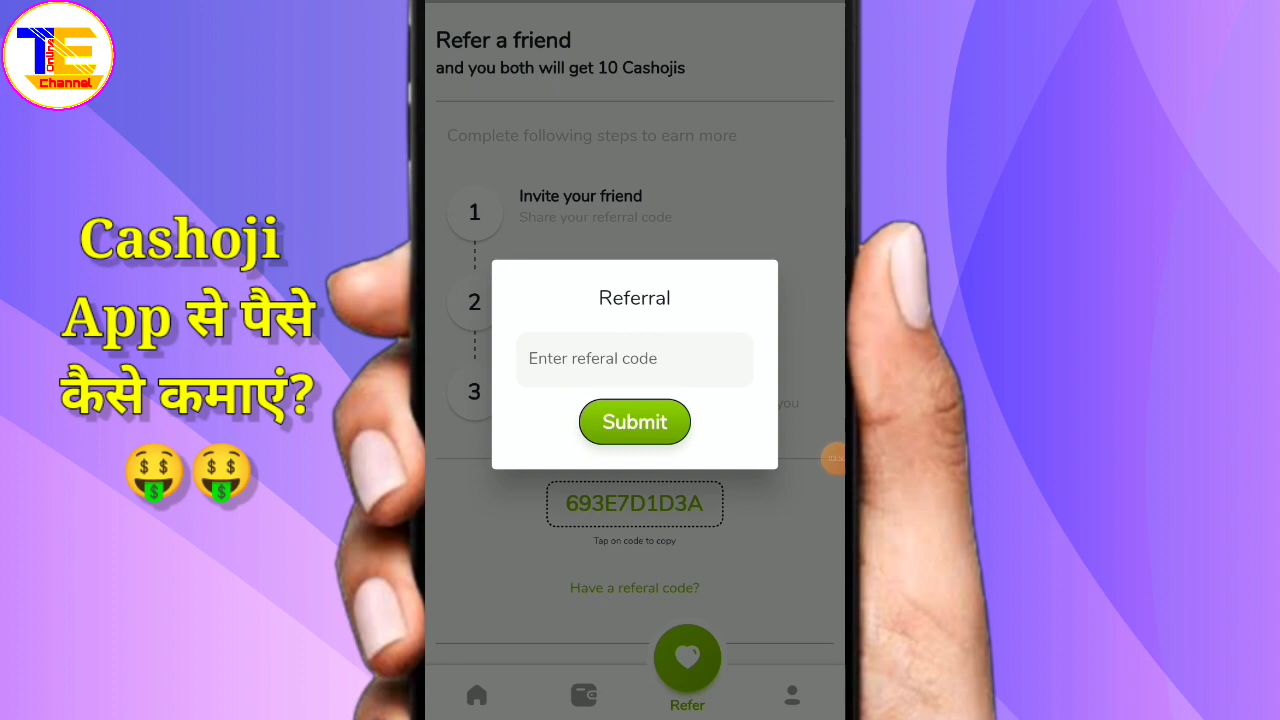 TE
Online
Channel
Cashoji
App से पैसे
कैसे कमाएं?
Refer a friend
and you both will get 10 Cashojis
Complete following steps to earn more
1
Invite your friend
Share your referral code
2
3
you
Referral
Enter referal code
Submit
693E7D1D3A
Tap on code to copy
Have a referal code?
Refer